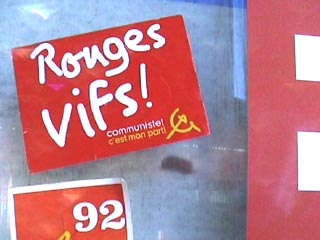 Rouges
vifs!
communiste!
c'est mon parti
92